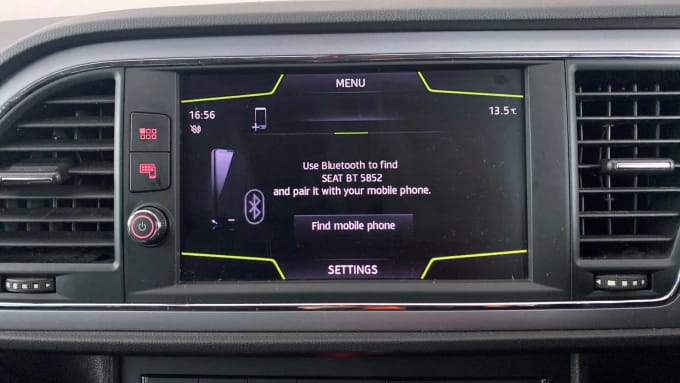 MENU
16:56
13.5℃
Use Bluetooth to find
SEAT BT 5852
and pair it with your mobile phone.
Find mobile phone
SETTINGS